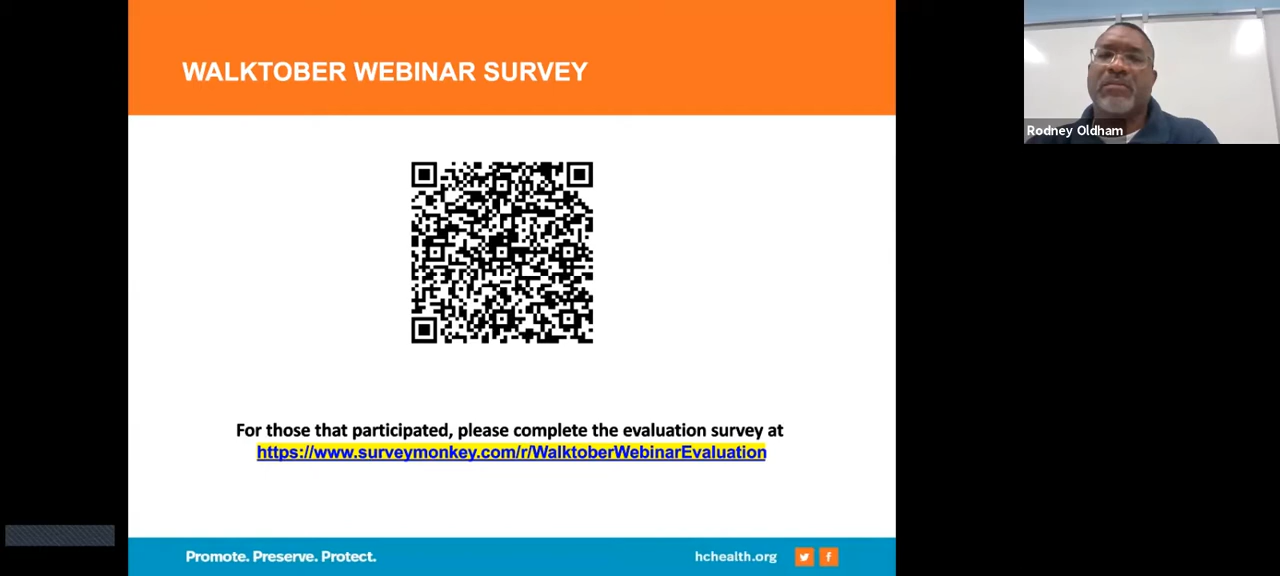 WALKTOBER WEBINAR SURVEY
Rodney Oldham
For those that participated, please complete the evaluation survey at
https://www.surveymonkey.com/r/WalktoberWebinarEvaluation
Promote. Preserve. Protect.
hchealth.org